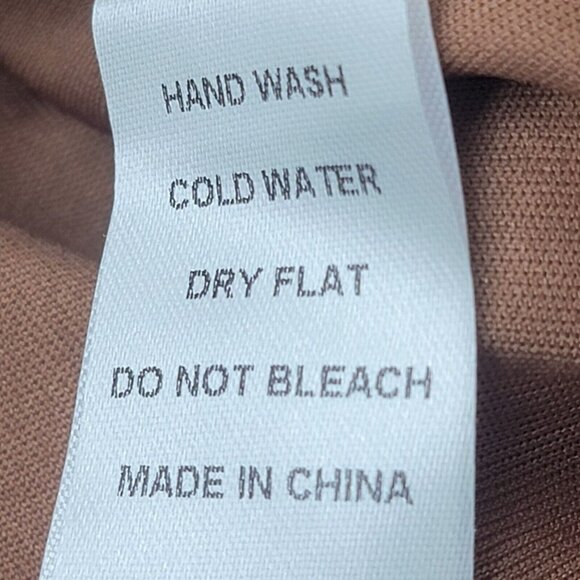 HAND WASH
COLD WATER
DRY FLAT
DO NOT BLEACH
MADE IN CHINA